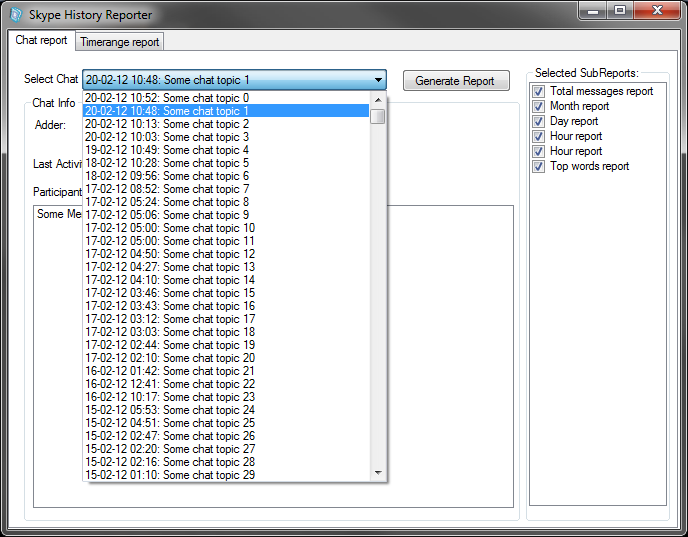 Skype History Reporter
Chat report
Timerange report
Select Chat
20-02-12 10:48: Some chat topic 1
Generate Report
Chat Info
Adder:
Last Activi
Participant
Some Me
20-02-12 10:52: Some chat topic 0
20-02-12 10:48: Some chat topic 1
20-02-12 10:13: Some chat topic 2
20-02-12 10:03: Some chat topic 3
19-02-12 10:49: Some chat topic 4
18-02-12 10:28: Some chat topic 5
18-02-12 09:56: Some chat topic 6
17-02-12 08:52: Some chat topic 7
17-02-12 05:24: Some chat topic 8
17-02-12 05:06: Some chat topic 9
17-02-12 05:00: Some chat topic 10
17-02-12 05:00: Some chat topic 11
17-02-12 04:50: Some chat topic 12
17-02-12 04:27: Some chat topic 13
17-02-12 04:10: Some chat topic 14
17-02-12 03:46: Some chat topic 15
17-02-12 03:43: Some chat topic 16
17-02-12 03:12: Some chat topic 17
17-02-12 03:03: Some chat topic 18
17-02-12 02:44: Some chat topic 19
17-02-12 02:10: Some chat topic 20
16-02-12 01:42: Some chat topic 21
16-02-12 12:41: Some chat topic 22
16-02-12 10:17: Some chat topic 23
15-02-12 05:53: Some chat topic 24
15-02-12 04:51: Some chat topic 25
15-02-12 02:47: Some chat topic 26
15-02-12 02:20: Some chat topic 27
15-02-12 02:16: Some chat topic 28
15-02-12 01:10: Some chat topic 29
Selected SubReports:
Total messages report
Month report
Day report
Hour report
Hour report
Top words report